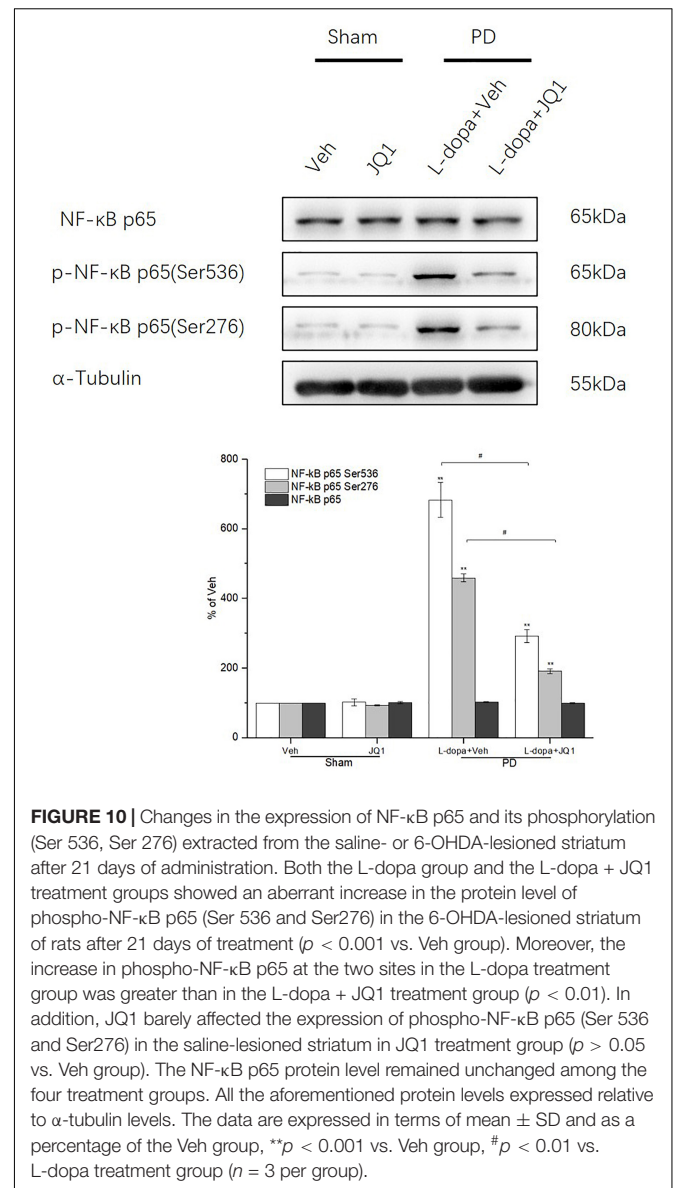 Sham PD
Veh JQ1 L-dopa+Veh L-dopa+JQ1
NF-κB p65 65kDa
p-NF-κB p65(Ser536) 65kDa
p-NF-κB p65(Ser276) 80kDa
α-Tubulin 55kDa
800
600
400
200
0
% of Veh
NF-kB p65 Ser536
NF-kB p65 Ser276
NF-kB p65
#
**
#
**
**
**
Veh JQ1 L-dopa+Veh L-dopa+JQ1
Sham PD
FIGURE 10 | Changes in the expression of NF-κB p65 and its phosphorylation
(Ser 536, Ser 276) extracted from the saline- or 6-OHDA-lesioned striatum
after 21 days of administration. Both the L-dopa group and the L-dopa + JQ1
treatment groups showed an aberrant increase in the protein level of
phospho-NF-κB p65 (Ser 536 and Ser276) in the 6-OHDA-lesioned striatum
of rats after 21 days of treatment (p < 0.001 vs. Veh group). Moreover, the
increase in phospho-NF-κB p65 at the two sites in the L-dopa treatment
group was greater than in the L-dopa + JQ1 treatment group (p < 0.01). In
addition, JQ1 barely affected the expression of phospho-NF-κB p65 (Ser 536
and Ser276) in the saline-lesioned striatum in JQ1 treatment group (p > 0.05
vs. Veh group). The NF-κB p65 protein level remained unchanged among the
four treatment groups. All the aforementioned protein levels expressed relative
to α-tubulin levels. The data are expressed in terms of mean ± SD and as a
percentage of the Veh group, **p < 0.001 vs. Veh group, #p < 0.01 vs.
L-dopa treatment group (n = 3 per group).